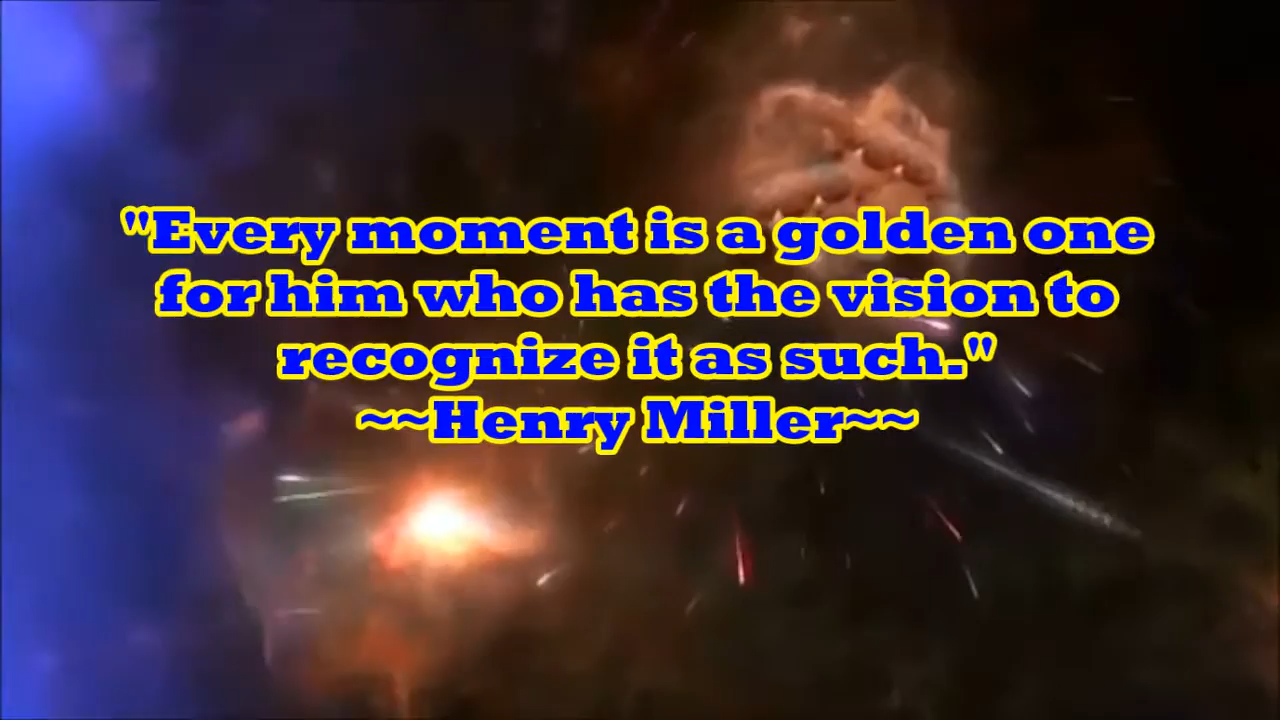 "Every moment is a golden one
for him who has the vision to
recognize it as such."
~~Henry Miller~~